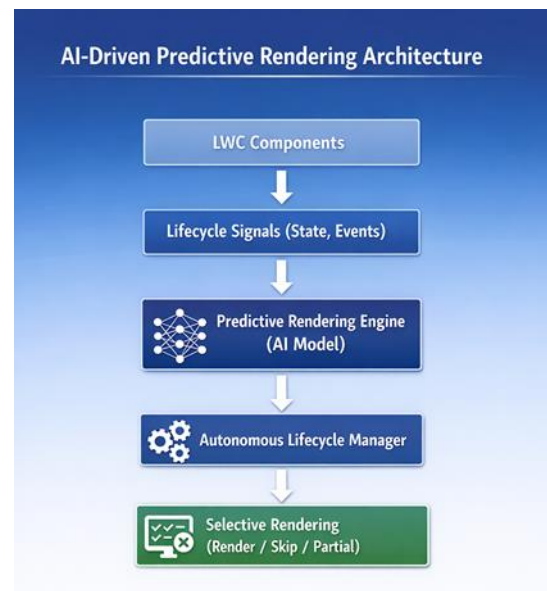 AI-Driven Predictive Rendering Architecture
LWC Components
Lifecycle Signals (State, Events)
Predictive Rendering Engine
(AI Model)
Autonomous Lifecycle Manager
Selective Rendering
(Render / Skip / Partial)